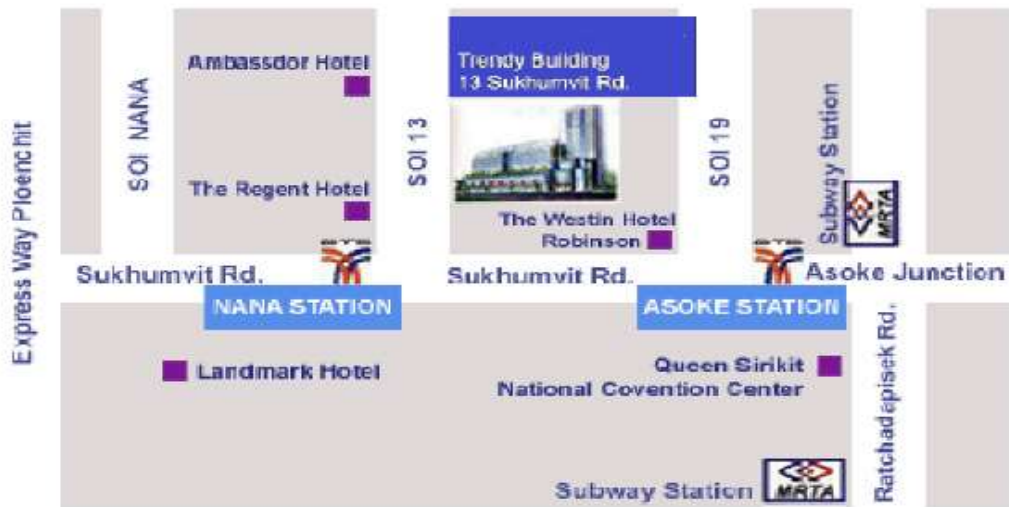 Express Way Ploenchit
SOI NANA
Ambassdor Hotel
The Regent Hotel
SOI 13
Trendy Building
13 Sukhumvit Rd.
The Westin Hotel
Robinson
SOI 19
Subway Station
MRTA
Sukhumvit Rd.
Sukhumvit Rd.
Asoke Junction
NANA STATION
ASOKE STATION
Landmark Hotel
Queen Sirikit
National Covention Center
Ratchadapisek Rd.
Subway Station
MRTA